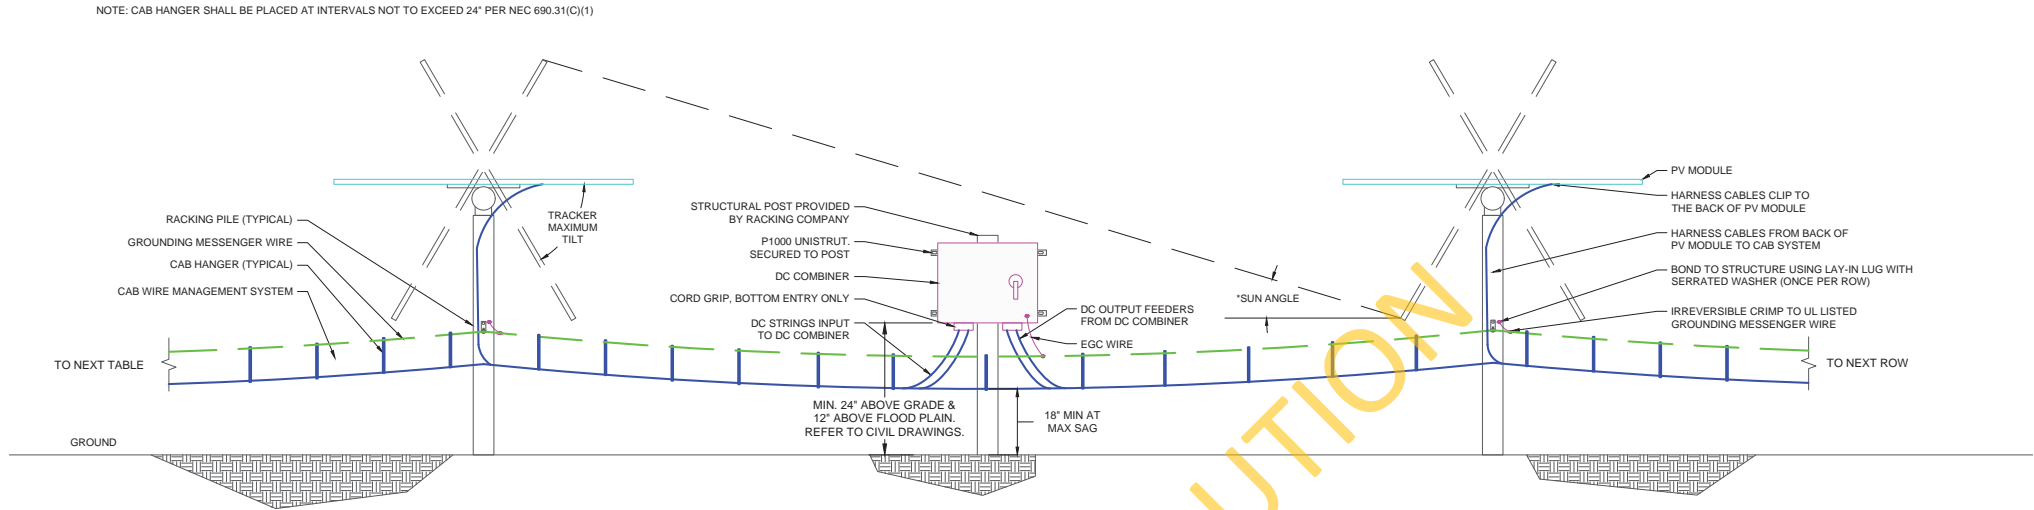 NOTE: CAB HANGER SHALL BE PLACED AT INTERVALS NOT TO EXCEED 24" PER NEC 690.31(C)(1)
RACKING PILE (TYPICAL)
GROUNDING MESSENGER WIRE
CAB HANGER (TYPICAL)
CAB WIRE MANAGEMENT SYSTEM
TO NEXT TABLE
GROUND
TRACKER
MAXIMUM
TILT
STRUCTURAL POST PROVIDED
BY RACKING COMPANY
P1000 UNISTRUT.
SECURED TO POST
DC COMBINER
CORD GRIP, BOTTOM ENTRY ONLY
DC STRINGS INPUT
TO DC COMBINER
MIN. 24" ABOVE GRADE &
12" ABOVE FLOOD PLAIN.
REFER TO CIVIL DRAWINGS.
18" MIN AT
MAX SAG
DC OUTPUT FEEDERS
FROM DC COMBINER
EGC WIRE
*SUN ANGLE
PV MODULE
HARNESS CABLES CLIP TO
THE BACK OF PV MODULE
HARNESS CABLES FROM BACK OF
PV MODULE TO CAB SYSTEM
BOND TO STRUCTURE USING LAY-IN LUG WITH
SERRATED WASHER (ONCE PER ROW)
IRREVERSIBLE CRIMP TO UL LISTED
GROUNDING MESSENGER WIRE
TO NEXT ROW
UTION